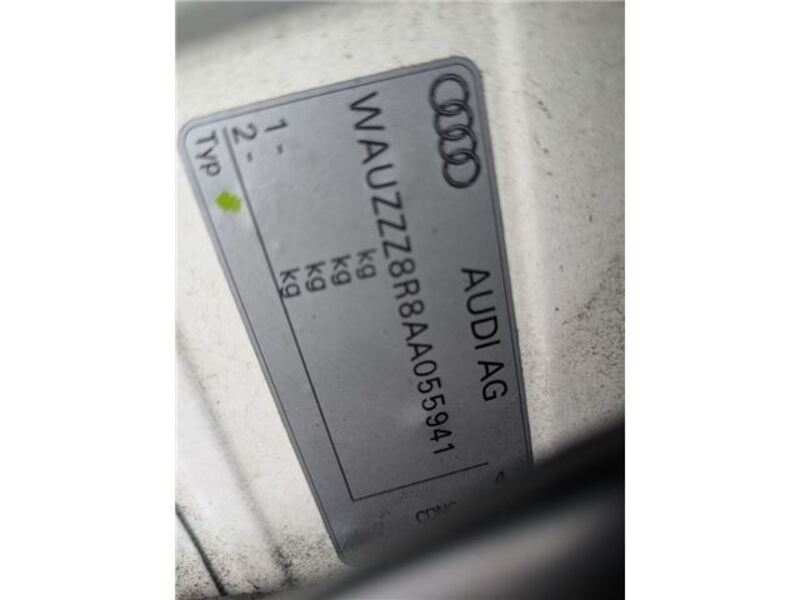 AUDI AG
WAUZZZ8R8AA055941
kg
kg
1 - kg
2 - kg
Typ